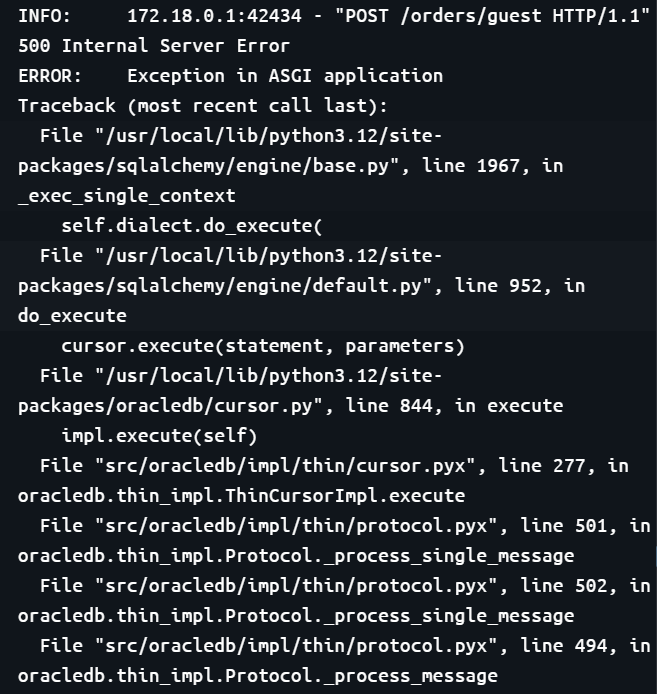 INFO:     172.18.0.1:42434 - "POST /orders/guest HTTP/1.1"
500 Internal Server Error
ERROR:    Exception in ASGI application
Traceback (most recent call last):
  File "/usr/local/lib/python3.12/site-
packages/sqlalchemy/engine/base.py", line 1967, in
_exec_single_context
    self.dialect.do_execute(
  File "/usr/local/lib/python3.12/site-
packages/sqlalchemy/engine/default.py", line 952, in
do_execute
    cursor.execute(statement, parameters)
  File "/usr/local/lib/python3.12/site-
packages/oracledb/cursor.py", line 844, in execute
    impl.execute(self)
  File "src/oracledb/impl/thin/cursor.pyx", line 277, in
oracledb.thin_impl.ThinCursorImpl.execute
  File "src/oracledb/impl/thin/protocol.pyx", line 501, in
oracledb.thin_impl.Protocol._process_single_message
  File "src/oracledb/impl/thin/protocol.pyx", line 502, in
oracledb.thin_impl.Protocol._process_single_message
  File "src/oracledb/impl/thin/protocol.pyx", line 494, in
oracledb.thin_impl.Protocol._process_message